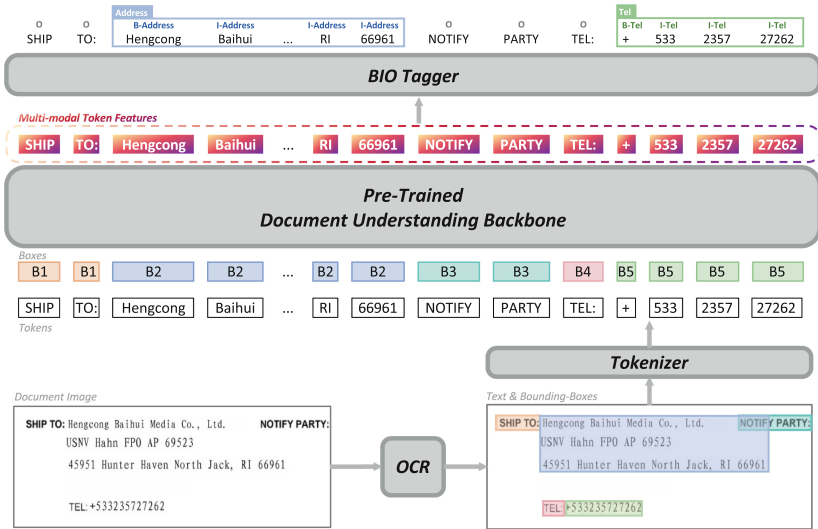 Address
Tel
O O B-Address I-Address I-Address I-Address O O O B-Tel I-Tel I-Tel I-Tel
SHIP TO: Hengcong Baihui ... RI 66961 NOTIFY PARTY TEL: + 533 2357 27262
BIO Tagger
Multi-modal Token Features
SHIP TO: Hengcong Baihui ... RI 66961 NOTIFY PARTY TEL: + 533 2357 27262
Pre-Trained
Document Understanding Backbone
Boxes
B1 B1 B2 B2 ... B2 B2 B3 B3 B4 B5 B5 B5 B5
SHIP TO: Hengcong Baihui ... RI 66961 NOTIFY PARTY TEL: + 533 2357 27262
Tokens
Tokenizer
Document Image
SHIP TO: Hengcong Baihui Media Co., Ltd. NOTIFY PARTY:
USNV Hahn FPO AP 69523
45951 Hunter Haven North Jack, RI 66961
TEL: +533235727262
OCR
Text & Bounding-Boxes
SHIP TO: Hengcong Baihui Media Co., Ltd. NOTIFY PARTY:
USNV Hahn FPO AP 69523
45951 Hunter Haven North Jack, RI 66961
TEL: +533235727262